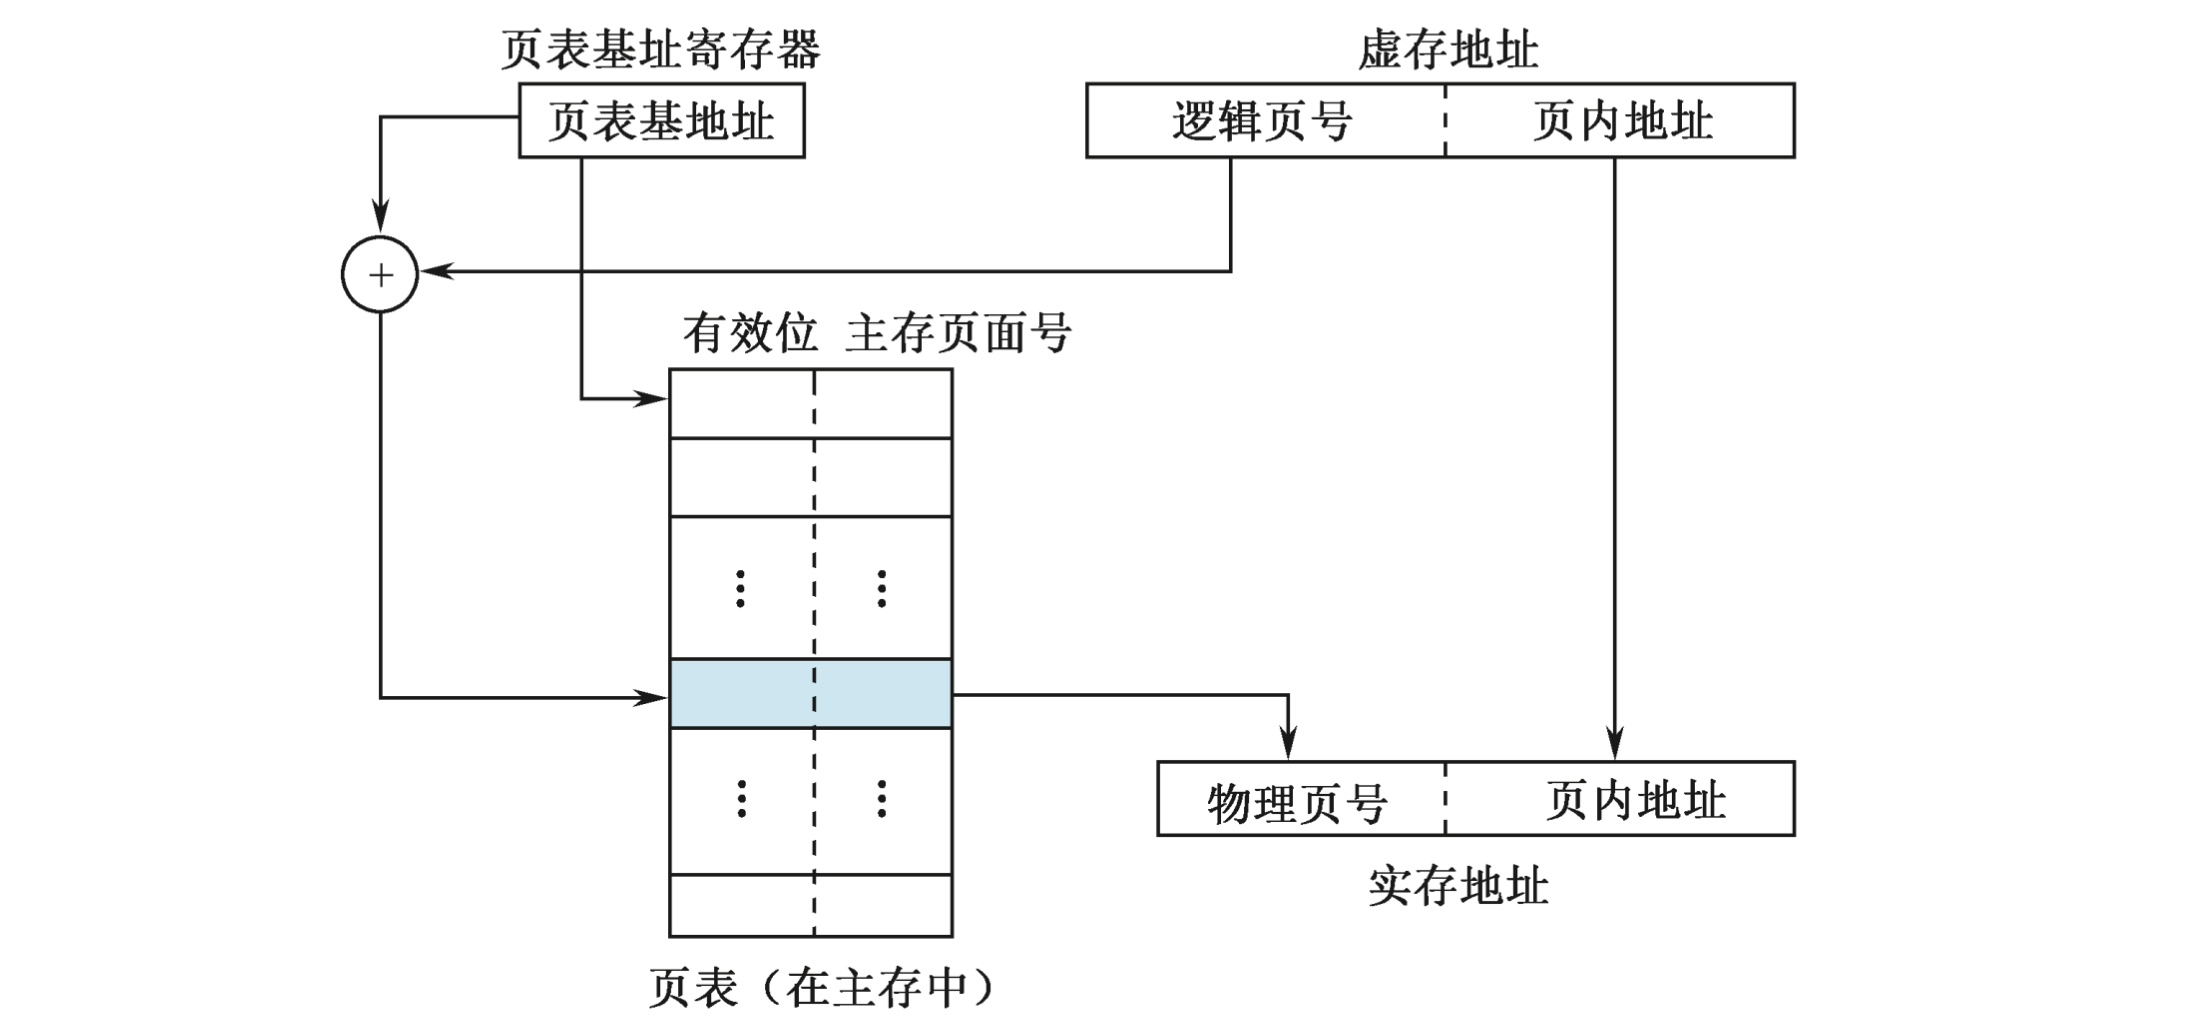 页表基址寄存器
虚存地址
页表基地址
逻辑页号
页内地址
+
有效位 主存页面号
物理页号
页内地址
实存地址
页表（在主存中）